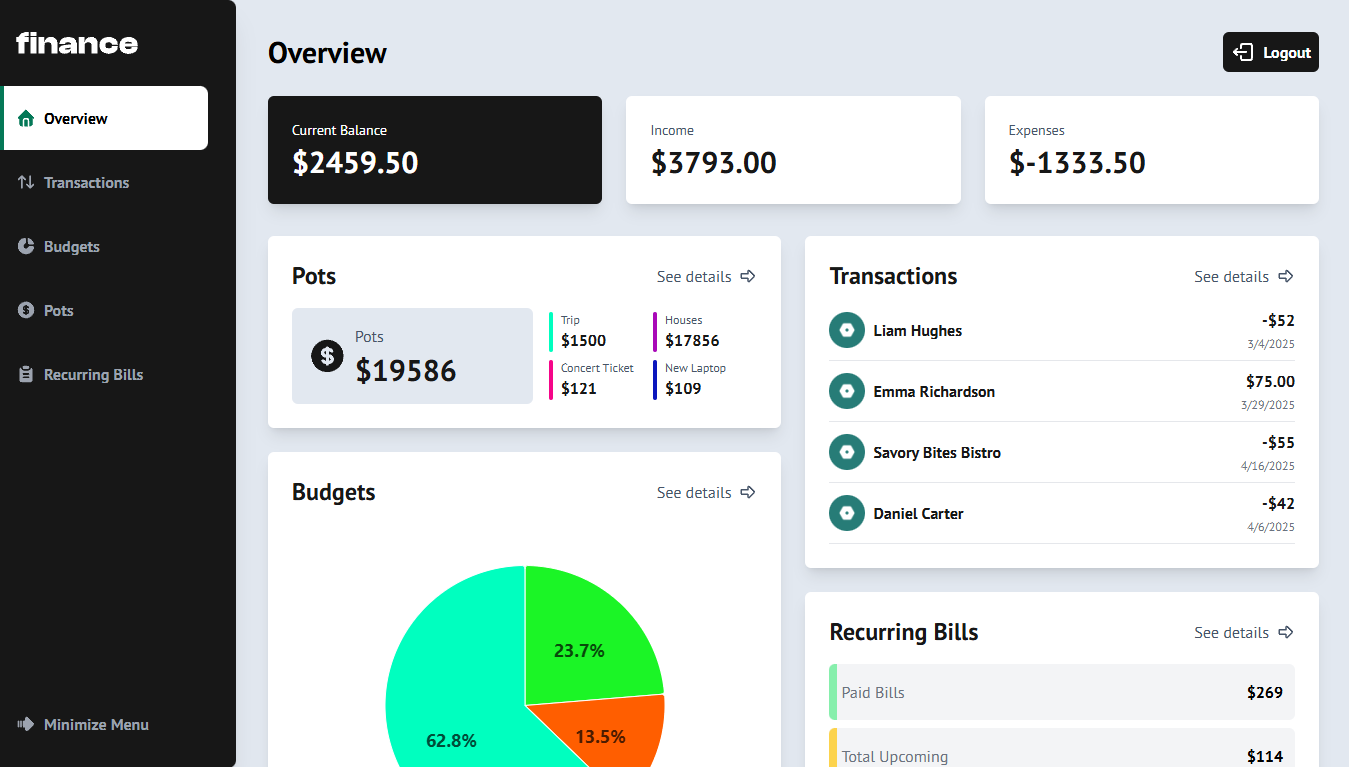 finance
Overview
Transactions
Budgets
Pots
Recurring Bills
Minimize Menu
Overview
Logout
Current Balance
$2459.50
Income
$3793.00
Expenses
$-1333.50
Pots
See details
Pots
$19586
Trip
$1500
Houses
$17856
Concert Ticket
$121
New Laptop
$109
Budgets
See details
23.7%
13.5%
62.8%
Transactions
See details
Liam Hughes
-$52
3/4/2025
Emma Richardson
$75.00
3/29/2025
Savory Bites Bistro
-$55
4/16/2025
Daniel Carter
-$42
4/6/2025
Recurring Bills
See details
Paid Bills
$269
Total Upcoming
$114